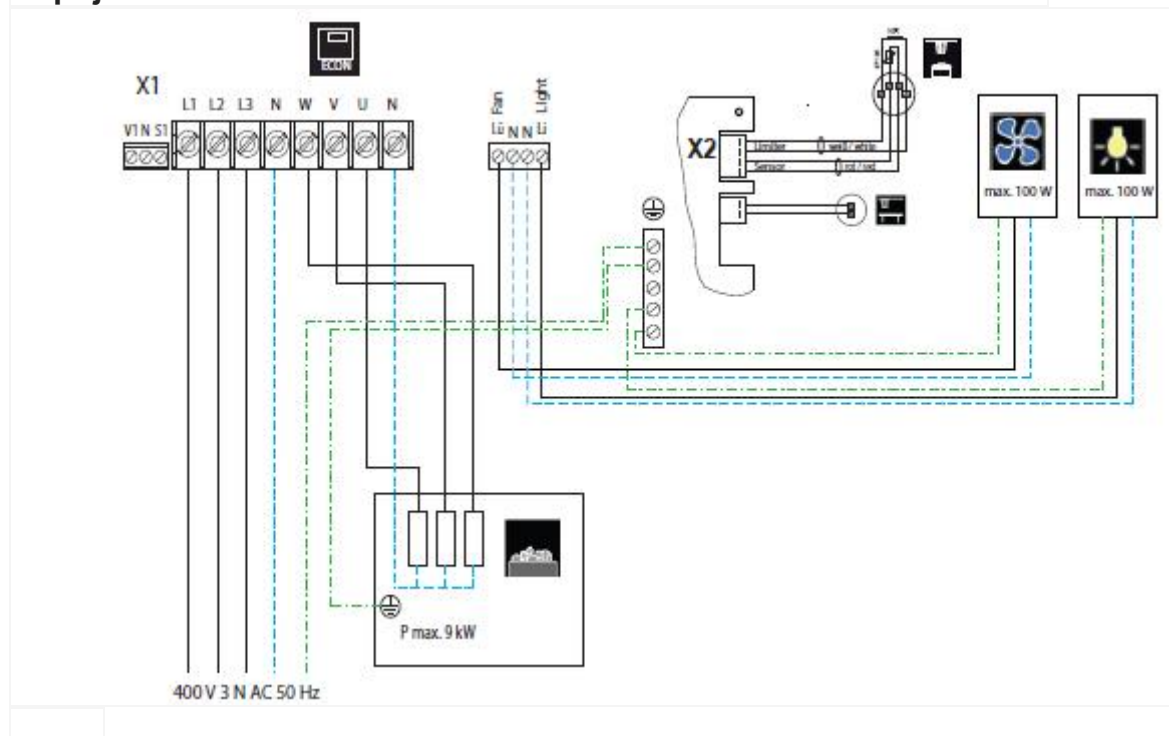 ECON
X1
L1 L2 L3 N W V U N
V1 N S1
Fan
Light
Lü N N Li
X2
Limiter weiß / white
Sensor rot / red
max. 100 W
max. 100 W
P max. 9 kW
400 V 3 N AC 50 Hz